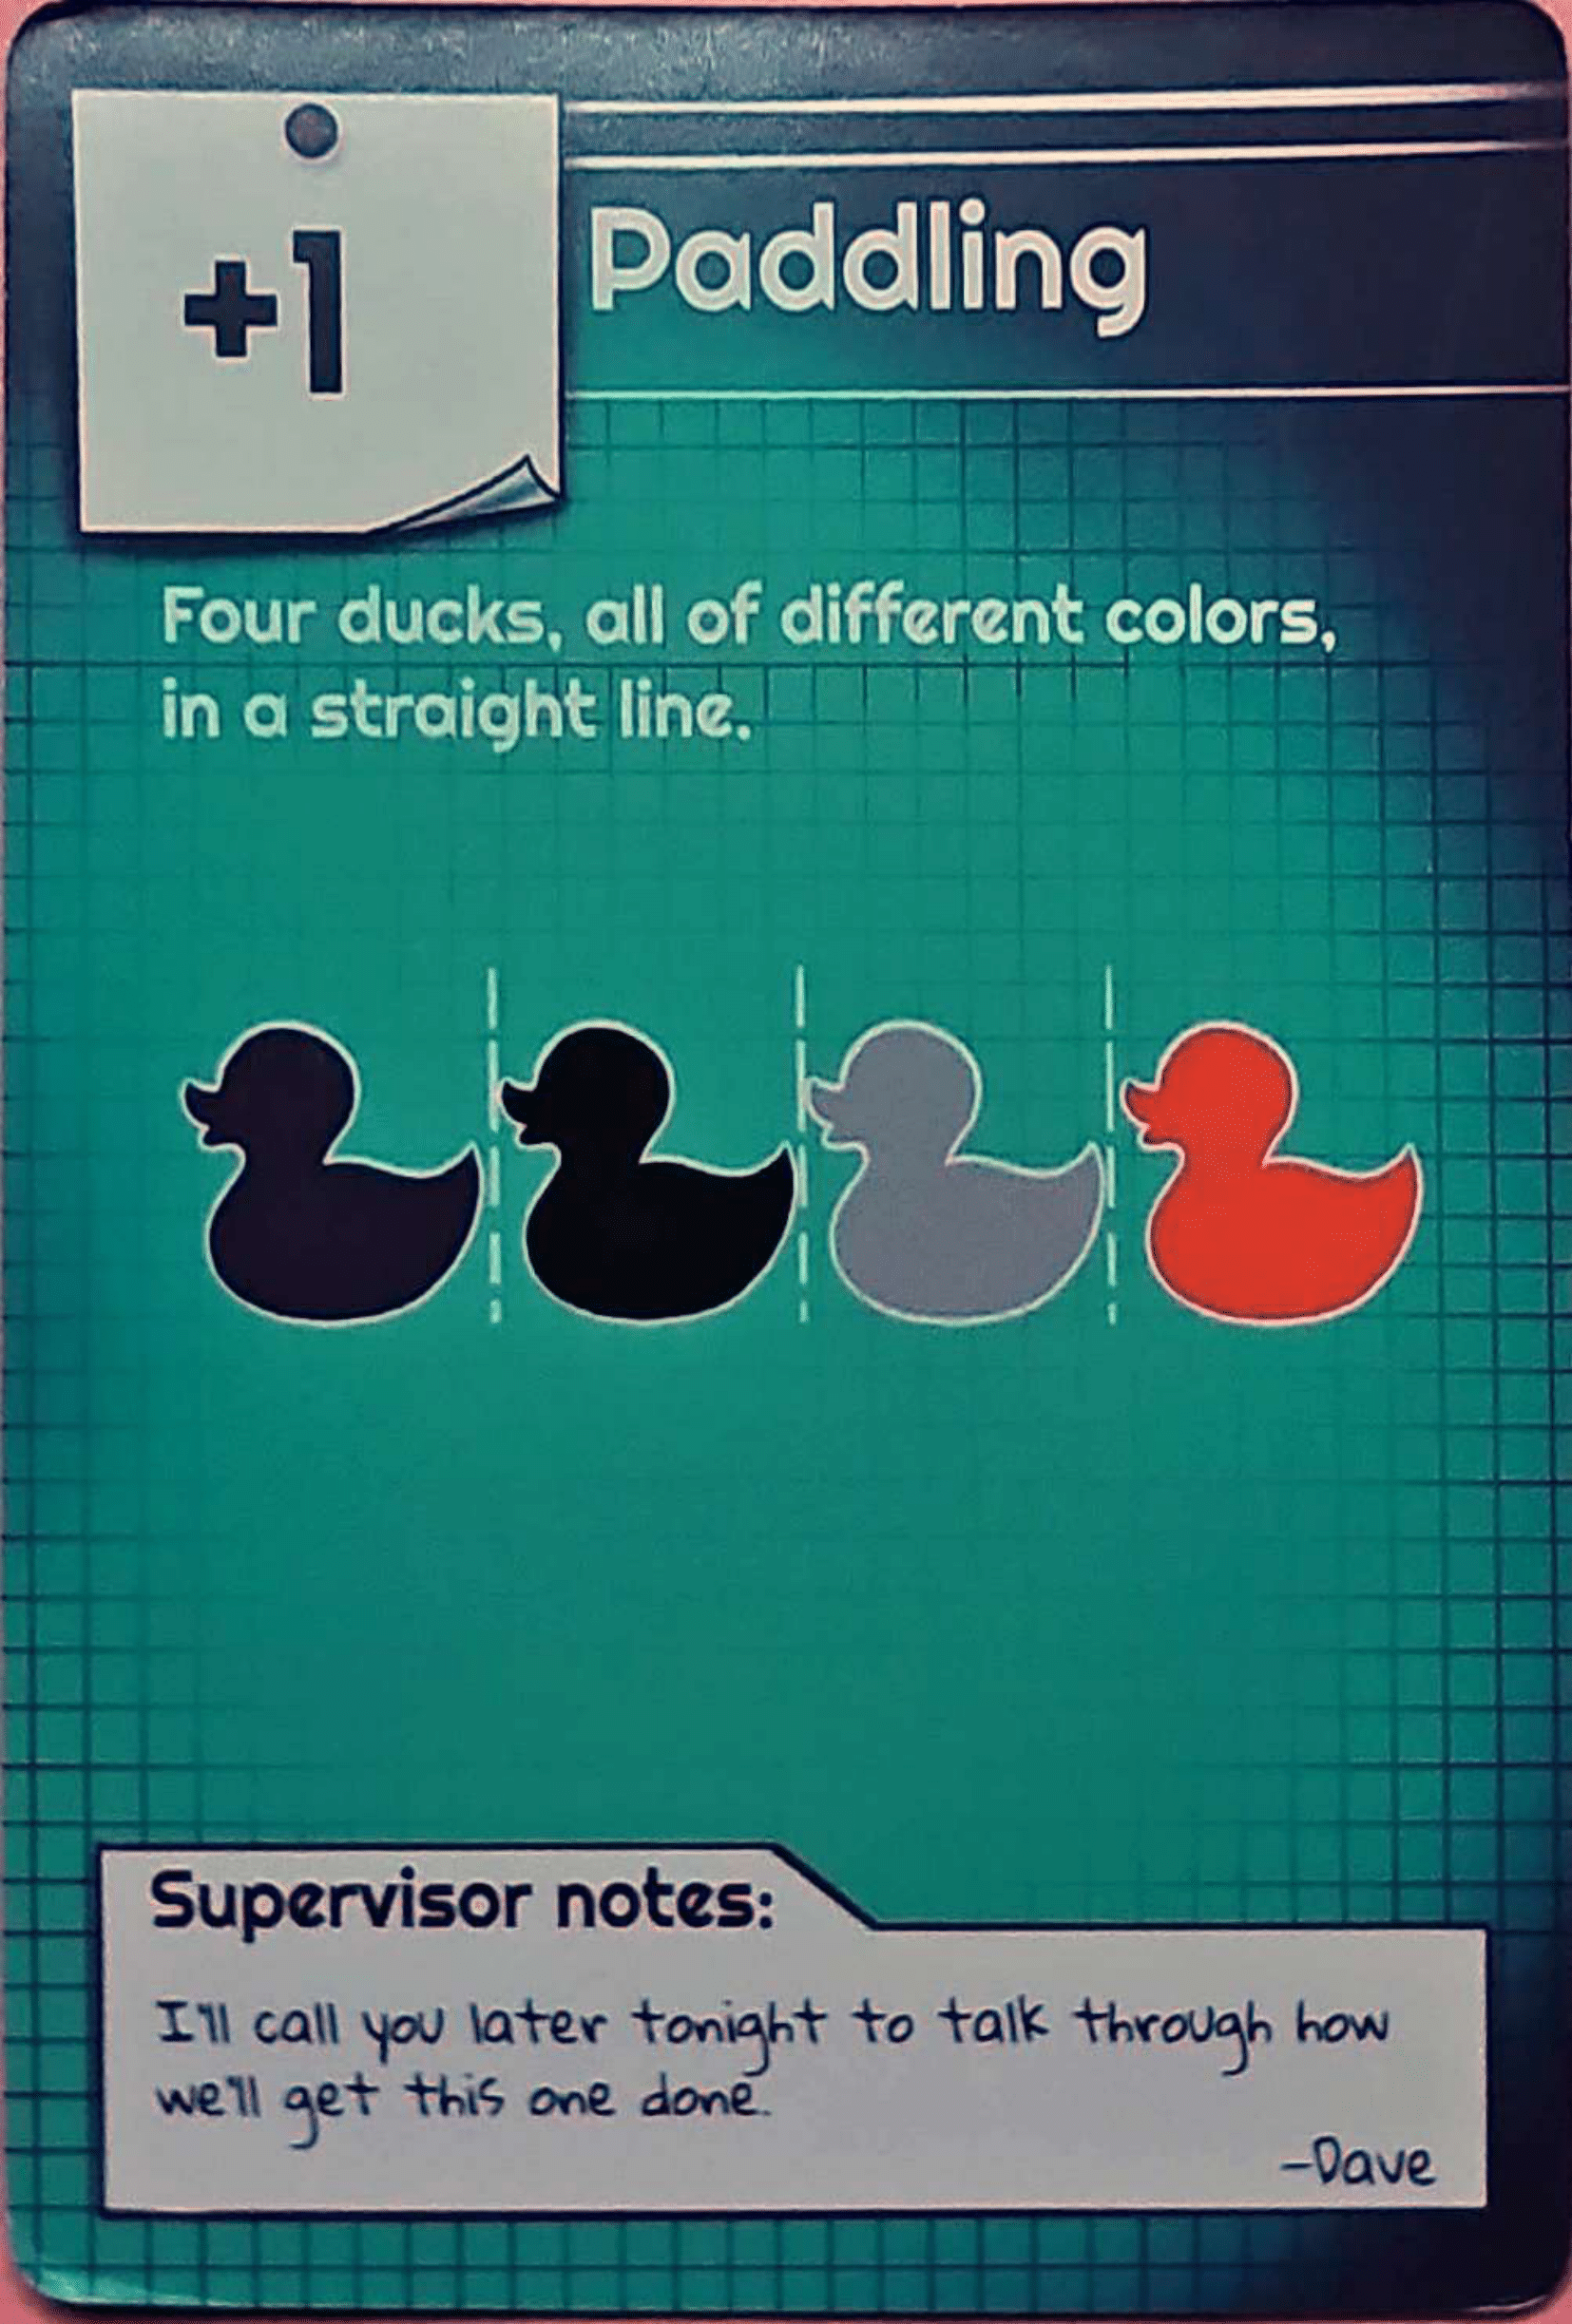 +1
Paddling
Four ducks, all of different colors,
in a straight line.
Supervisor notes:
I'll call you later tonight to talk through how
we'll get this one done.
-Dave